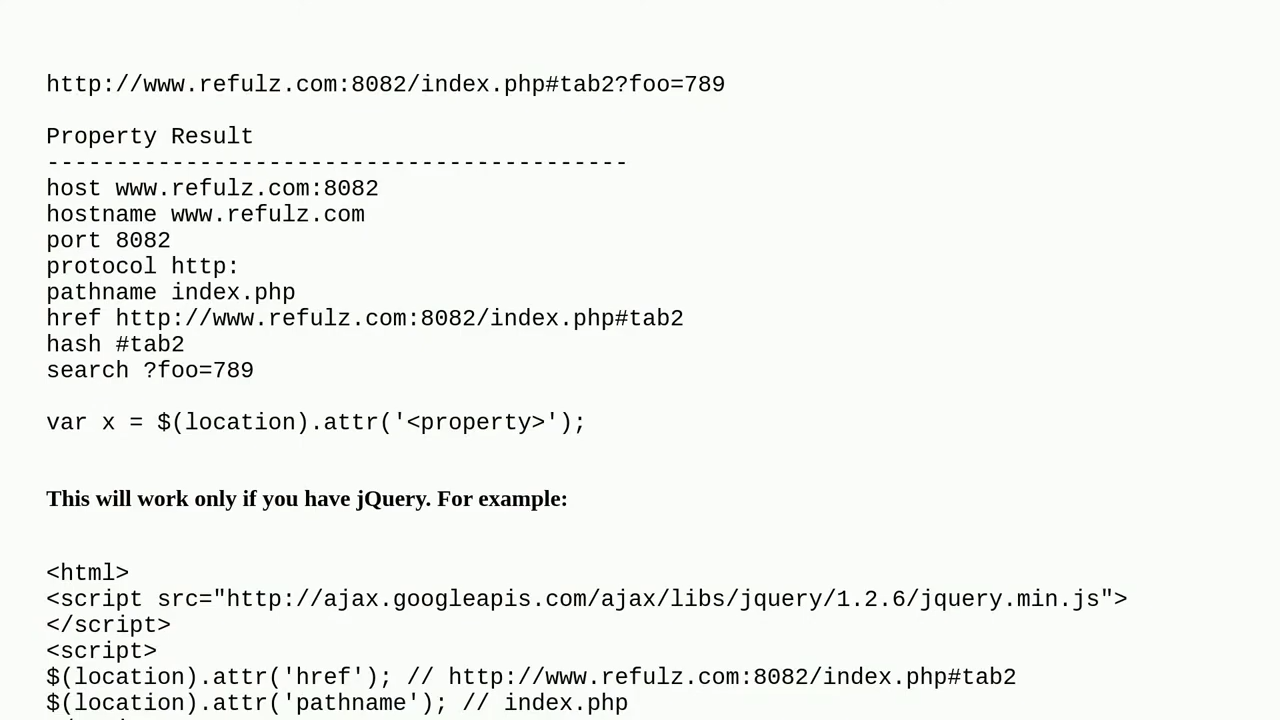 http://www.refulz.com:8082/index.php#tab2?foo=789
Property Result
------------------------------------------
host www.refulz.com:8082
hostname www.refulz.com
port 8082
protocol http:
pathname index.php
href http://www.refulz.com:8082/index.php#tab2
hash #tab2
search ?foo=789
var x = $(location).attr('<property>');
This will work only if you have jQuery. For example:
<html>
<script src="http://ajax.googleapis.com/ajax/libs/jquery/1.2.6/jquery.min.js">
</script>
<script>
$(location).attr('href'); // http://www.refulz.com:8082/index.php#tab2
$(location).attr('pathname'); // index.php